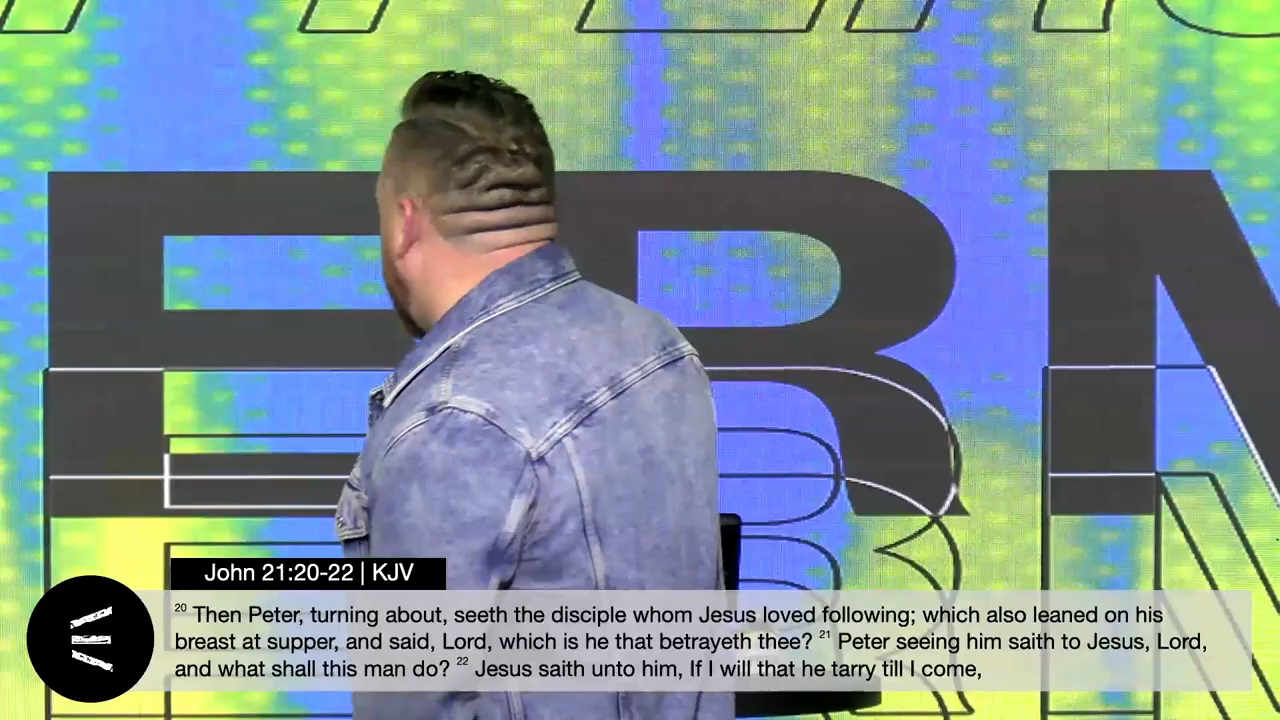 ERM
John 21:20-22 | KJV
20 Then Peter, turning about, seeth the disciple whom Jesus loved following; which also leaned on his
breast at supper, and said, Lord, which is he that betrayeth thee? 21 Peter seeing him saith to Jesus, Lord,
and what shall this man do? 22 Jesus saith unto him, If I will that he tarry till I come,